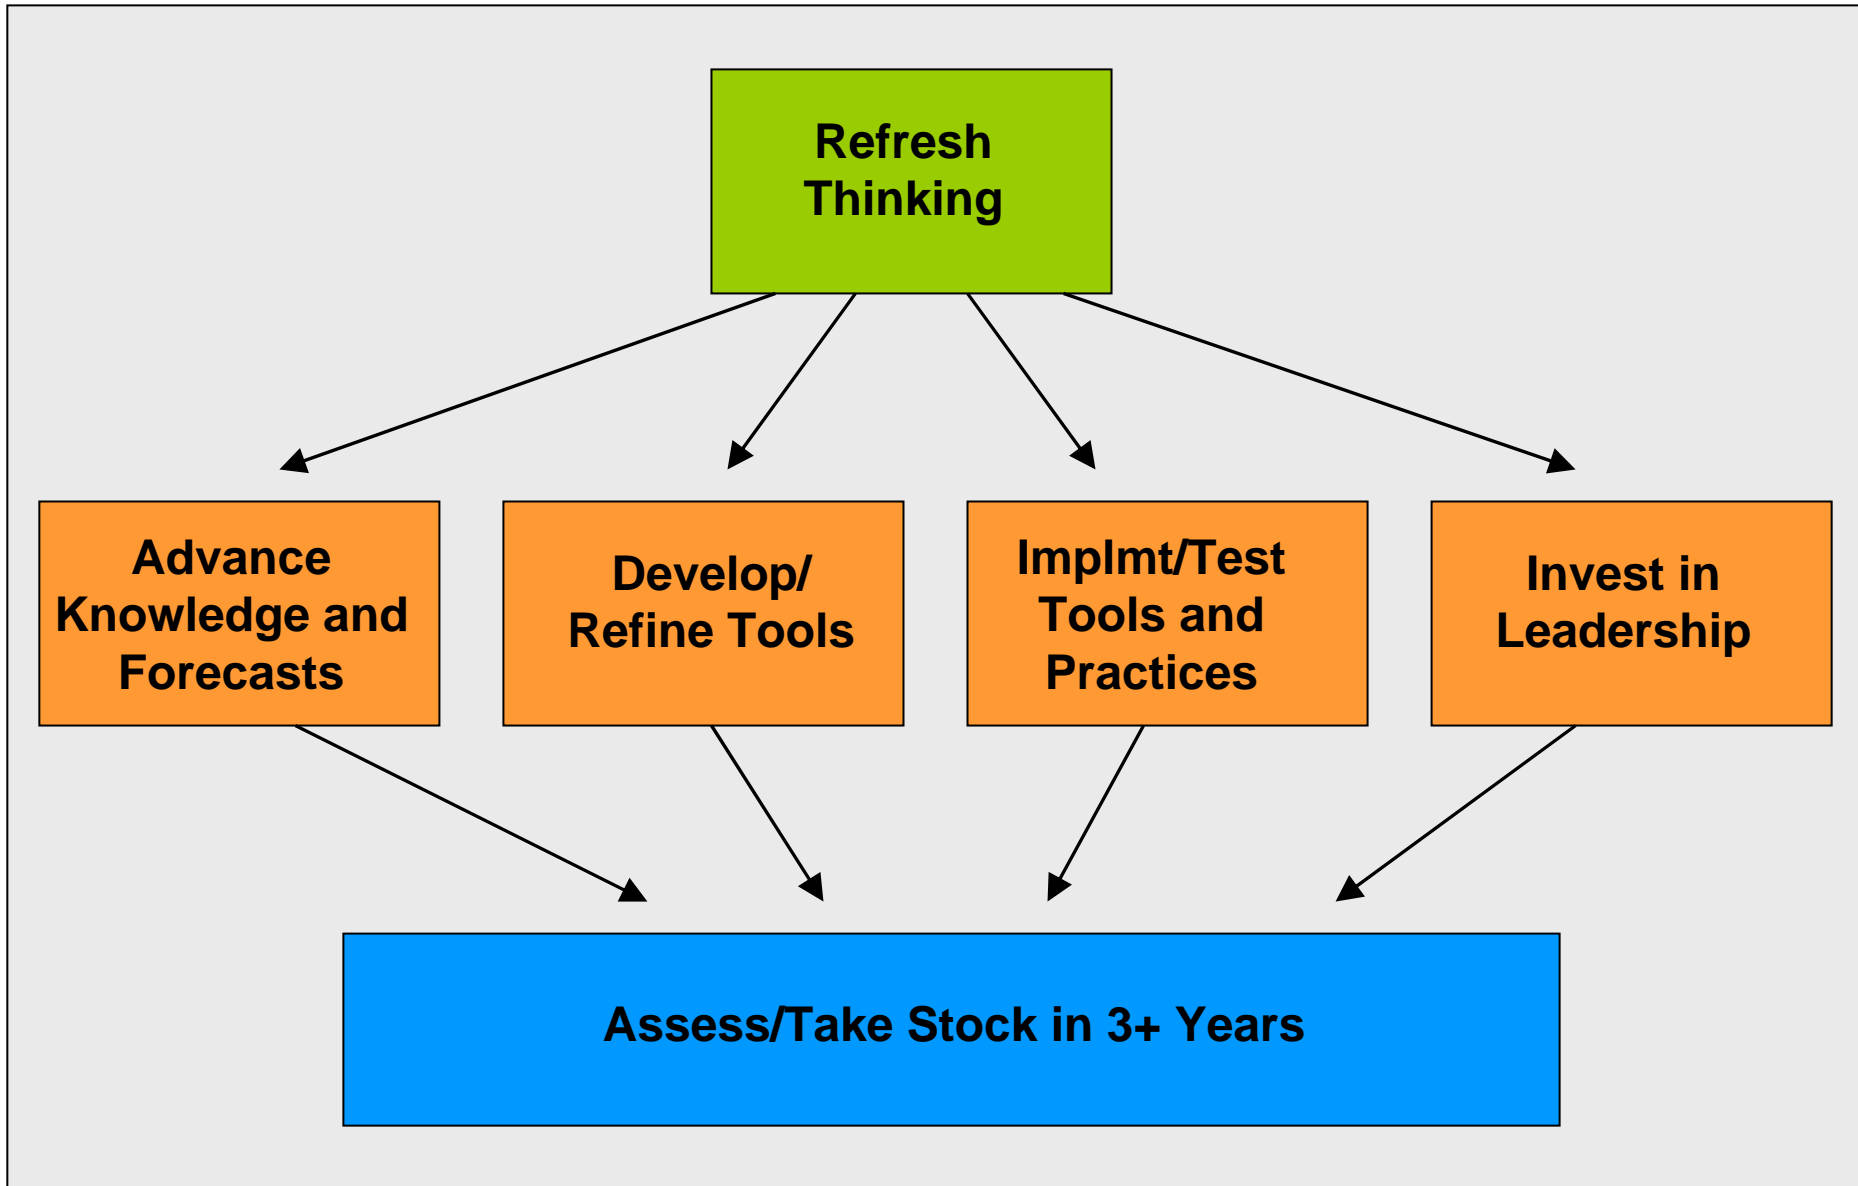 Refresh
Thinking
Advance
Knowledge and
Forecasts
Develop/
Refine Tools
Implmt/Test
Tools and
Practices
Invest in
Leadership
Assess/Take Stock in 3+ Years